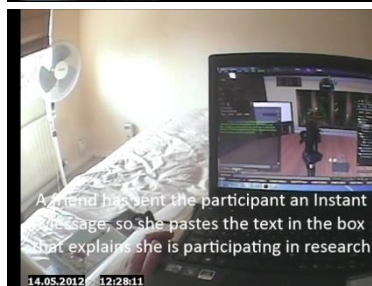 A friend has sent the participant an Instant
Message, so she pastes the text in the box
that explains she is participating in research
14.05.2012 12:28:11